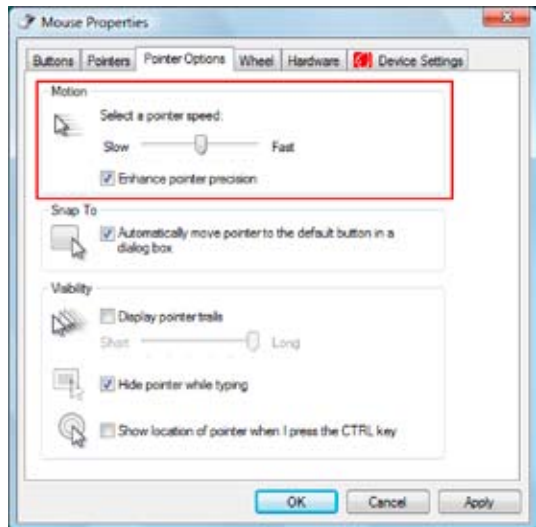 Mouse Properties
Buttons Pointers Pointer Options Wheel Hardware Device Settings
Motion
Select a pointer speed:
Slow Fast
Enhance pointer precision
Snap To
Automatically move pointer to the default button in a
dialog box
Visibility
Display pointer trails
Short Long
Hide pointer while typing
Show location of pointer when I press the CTRL key
OK Cancel Apply